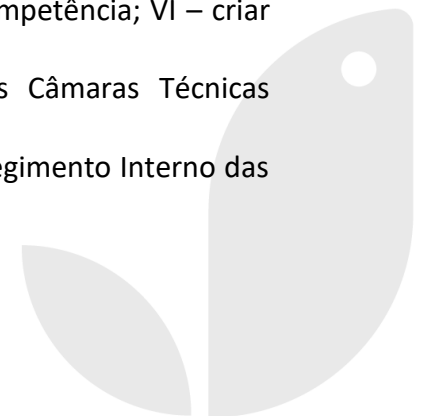 mpetência; VI – criar
s Câmaras Técnicas
egimento Interno das